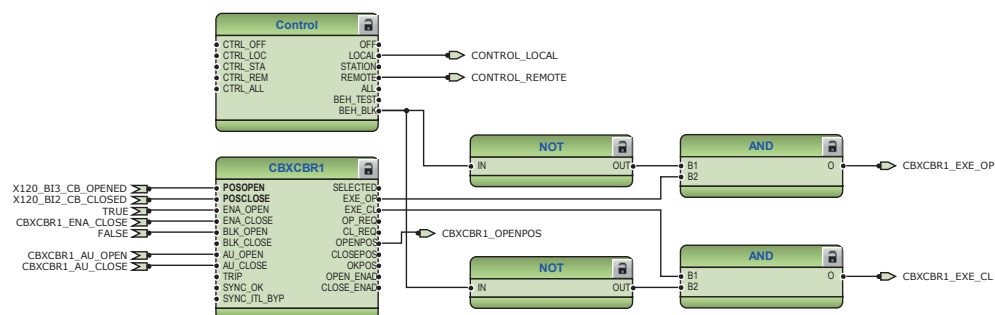 Control
CTRL_OFF OFF
CTRL_LOC LOCAL CONTROL_LOCAL
CTRL_STA STATION
CTRL_REM REMOTE CONTROL_REMOTE
CTRL_ALL ALL
BEH_TEST
BEH_BLK
NOT AND
IN OUT B1 O CBXCBR1_EXE_OP
B2
CBXCBR1
X120_BI3_CB_OPENED POSOPEN SELECTED
X120_BI2_CB_CLOSED POSCLOSE EXE_OP
TRUE ENA_OPEN EXE_CL
CBXCBR1_ENA_CLOSE ENA_CLOSE OP_REQ
FALSE BLK_OPEN CL_REQ CBXCBR1_OPENPOS
BLK_CLOSE OPENPOS
CBXCBR1_AU_OPEN AU_OPEN CLOSEPOS
CBXCBR1_AU_CLOSE AU_CLOSE OKPOS
TRIP OPEN_ENAD
SYNC_OK CLOSE_ENAD
SYNC_ITL_BYP
NOT AND
IN OUT B1 O CBXCBR1_EXE_CL
B2